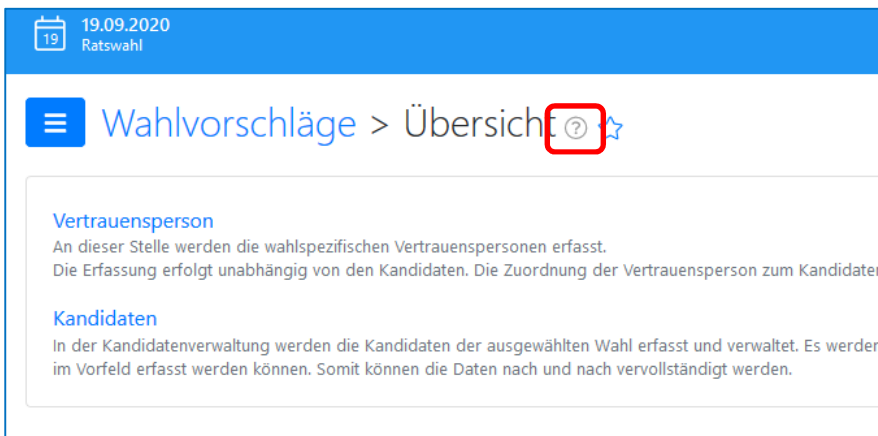 19.09.2020
19
Ratswahl
Wahlvorschläge > Übersicht ?
Vertrauensperson
An dieser Stelle werden die wahlspezifischen Vertrauenspersonen erfasst.
Die Erfassung erfolgt unabhängig von den Kandidaten. Die Zuordnung der Vertrauensperson zum Kandidaten
Kandidaten
In der Kandidatenverwaltung werden die Kandidaten der ausgewählten Wahl erfasst und verwaltet. Es werden
im Vorfeld erfasst werden können. Somit können die Daten nach und nach vervollständigt werden.